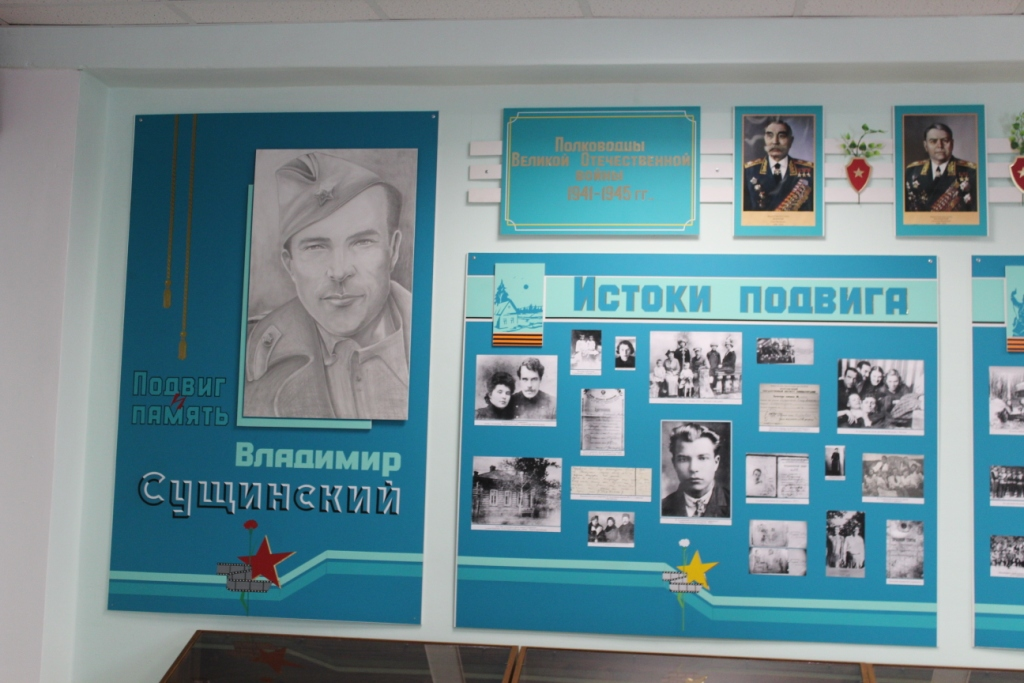 Подвиг
и
память
Владимир
Сущинский
Полководцы
Великой Отечественной
войны
1941-1945 гг.
Истоки подвига